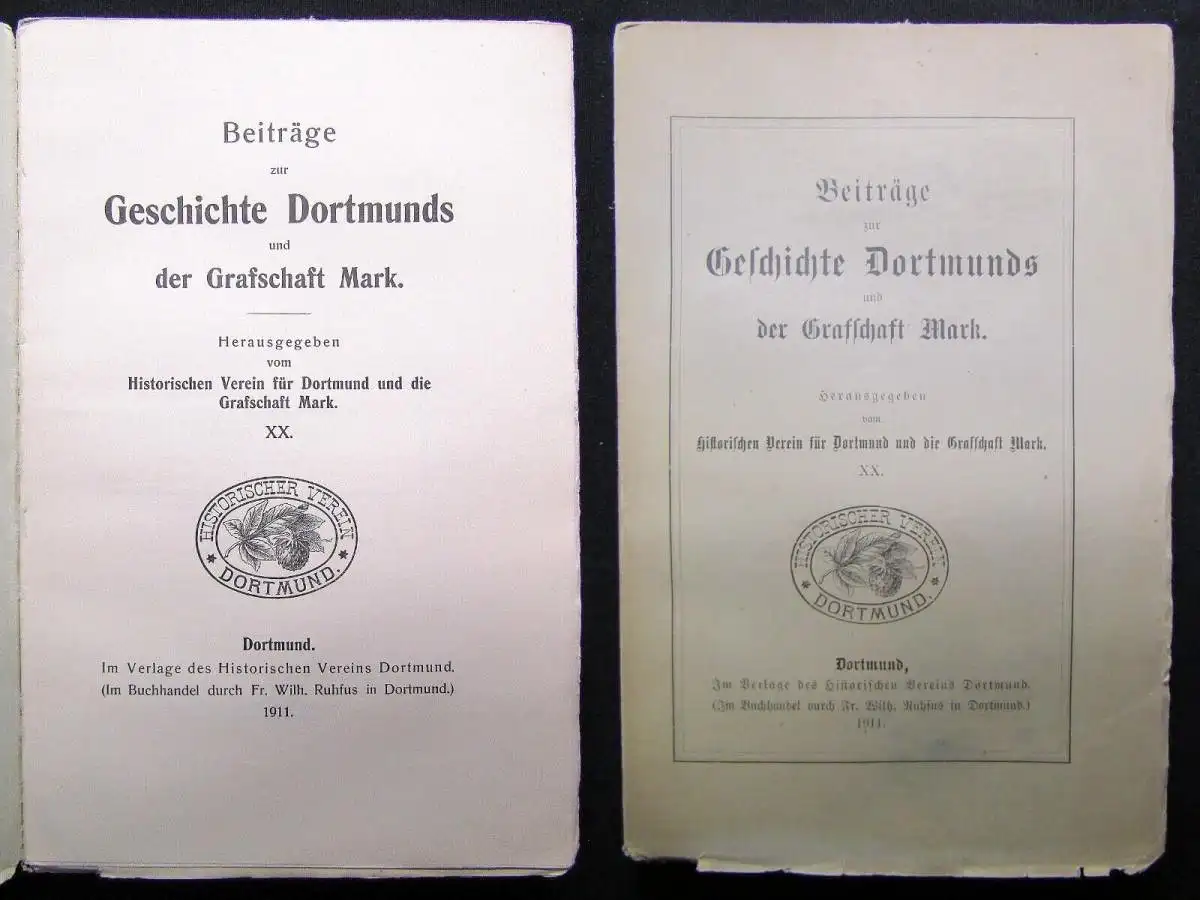 Beiträge
zur
Geschichte Dortmunds
und
der Grafschaft Mark.
Herausgegeben
vom
Historischen Verein für Dortmund und die
Grafschaft Mark.
XX.
HISTORISCHER VEREIN
DORTMUND.
Dortmund.
Im Verlage des Historischen Vereins Dortmund.
(Im Buchhandel durch Fr. Wilh. Ruhfus in Dortmund.)
1911.
Beiträge
zur
Geſchichte Dortmunds
und
der Grafſchaft Mark.
Herausgegeben
vom
Hiſtoriſchen Verein für Dortmund und die Grafſchaft Mark.
XX.
HISTORISCHER VEREIN
DORTMUND.
Dortmund,
Im Verlage des Hiſtoriſchen Vereins Dortmund.
(Im Buchhandel durch Fr. Wilh. Ruhfus in Dortmund.)
1911.